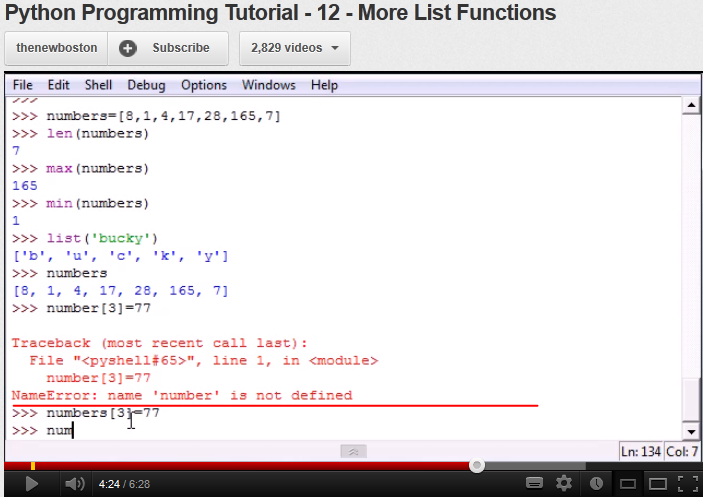 Python Programming Tutorial - 12 - More List Functions
thenewboston Subscribe 2,829 videos
File Edit Shell Debug Options Windows Help
>>>
>>> numbers=[8,1,4,17,28,165,7]
>>> len(numbers)
7
>>> max(numbers)
165
>>> min(numbers)
1
>>> list('bucky')
['b', 'u', 'c', 'k', 'y']
>>> numbers
[8, 1, 4, 17, 28, 165, 7]
>>> number[3]=77
Traceback (most recent call last):
File "<pyshell#65>", line 1, in <module>
number[3]=77
NameError: name 'number' is not defined
>>> numbers[3]=77
>>> num
Ln: 134 Col: 7
4:24 / 6:28